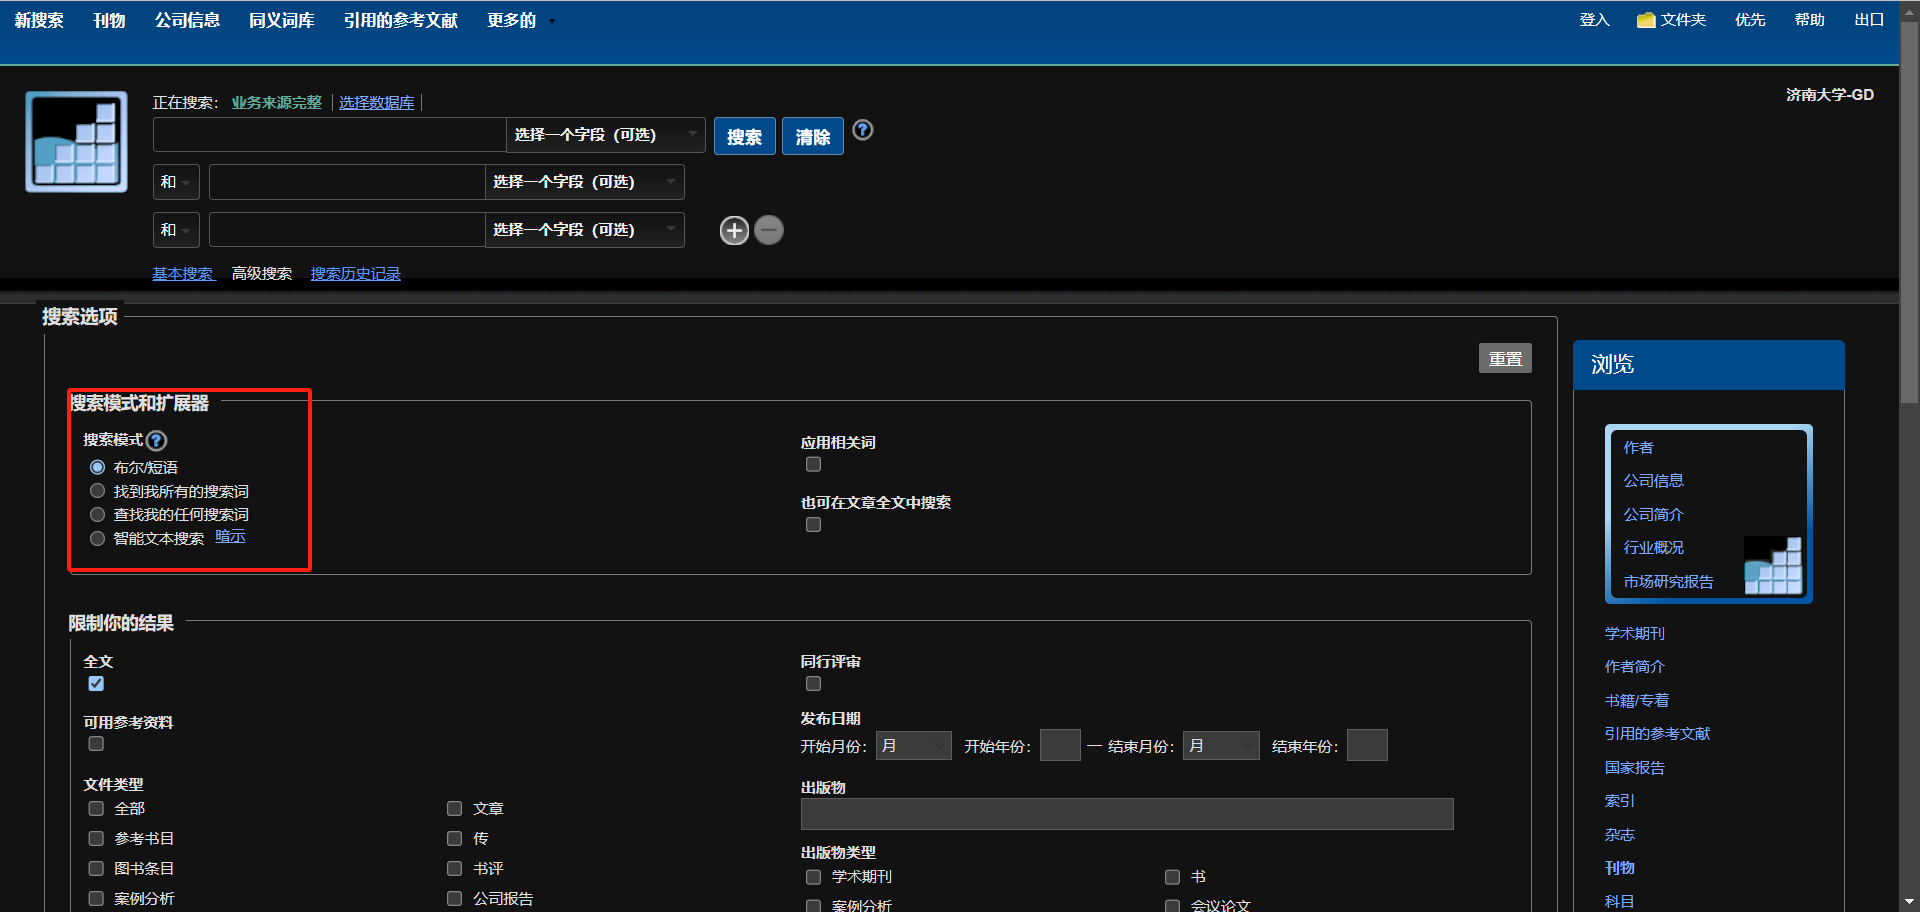 新搜索 刊物 公司信息 同义词库 引用的参考文献 更多的 登入 文件夹 优先 帮助 出口
济南大学-GD
正在搜索： 业务来源完整 选择数据库
选择一个字段（可选） 搜索 清除 ?
和 选择一个字段（可选）
和 选择一个字段（可选）
基本搜索 高级搜索 搜索历史记录
搜索选项
重置
搜索模式和扩展器
搜索模式 ?
布尔/短语
找到我所有的搜索词
查找我的任何搜索词
智能文本搜索 暗示
应用相关词
也可在文章全文中搜索
限制你的结果
全文
可用参考资料
文件类型
全部 文章
参考书目 传
图书条目 书评
案例分析 公司报告
同行评审
发布日期
开始月份： 月 开始年份： — 结束月份： 月 结束年份：
出版物
出版物类型
学术期刊 书
案例分析 会议论文
浏览
作者
公司信息
公司简介
行业概况
市场研究报告
学术期刊
作者简介
书籍/专着
引用的参考文献
国家报告
索引
杂志
刊物
科目